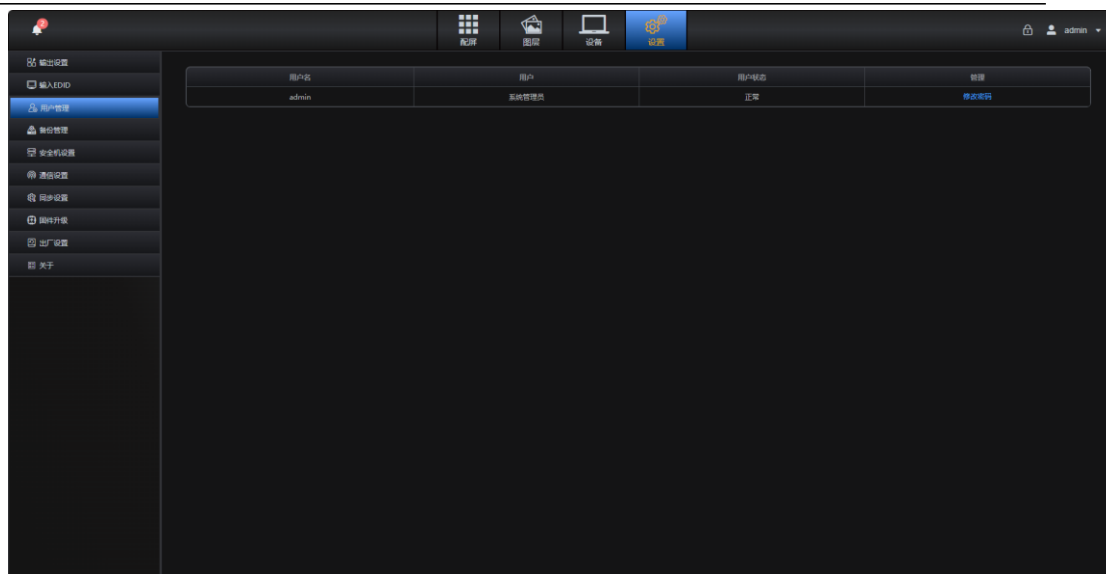 2
配屏
图层
设备
设置
admin
输出设置
输入EDID
用户管理
备份管理
安全机设置
通信设置
同步设置
固件升级
出厂设置
关于
用户名 用户 用户状态 管理
admin 系统管理员 正常 修改密码